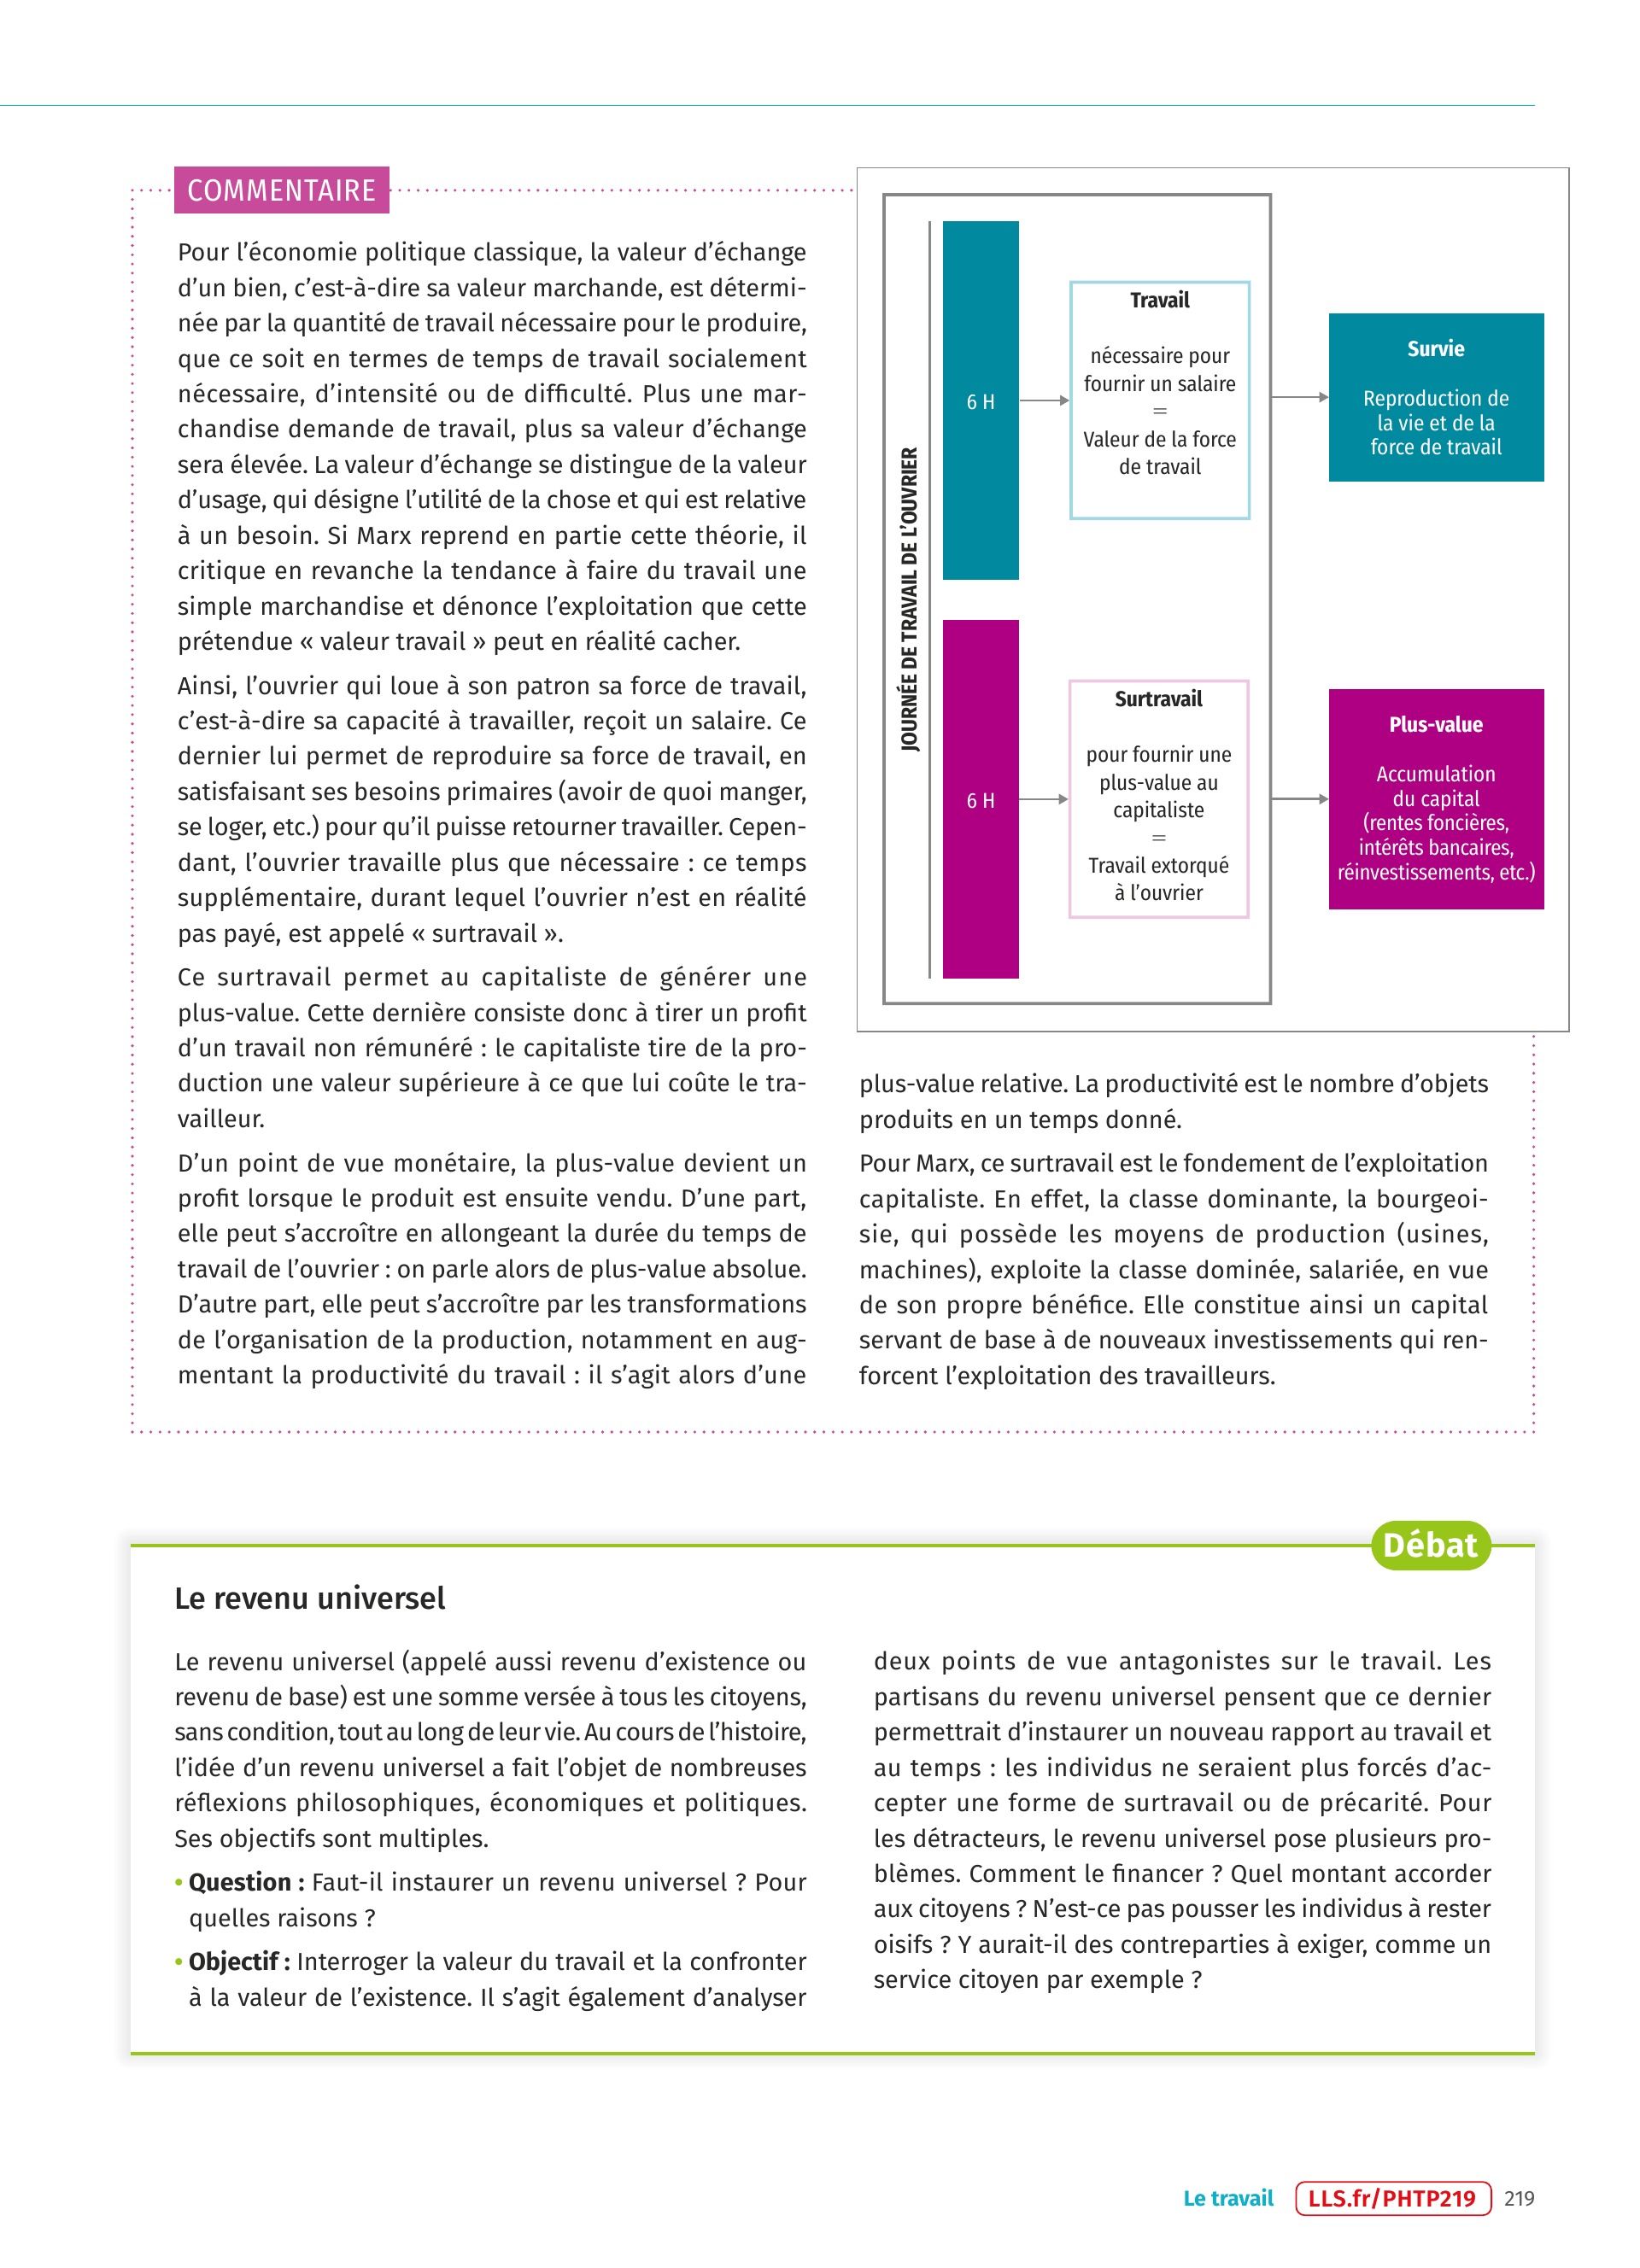 COMMENTAIRE
Pour l’économie politique classique, la valeur d’échange
d’un bien, c’est-à-dire sa valeur marchande, est détermi-
née par la quantité de travail nécessaire pour le produire,
que ce soit en termes de temps de travail socialement
nécessaire, d’intensité ou de difficulté. Plus une mar-
chandise demande de travail, plus sa valeur d’échange
sera élevée. La valeur d’échange se distingue de la valeur
d’usage, qui désigne l’utilité de la chose et qui est relative
à un besoin. Si Marx reprend en partie cette théorie, il
critique en revanche la tendance à faire du travail une
simple marchandise et dénonce l’exploitation que cette
prétendue « valeur travail » peut en réalité cacher.
Ainsi, l’ouvrier qui loue à son patron sa force de travail,
c’est-à-dire sa capacité à travailler, reçoit un salaire. Ce
dernier lui permet de reproduire sa force de travail, en
satisfaisant ses besoins primaires (avoir de quoi manger,
se loger, etc.) pour qu’il puisse retourner travailler. Cepen-
dant, l’ouvrier travaille plus que nécessaire : ce temps
supplémentaire, durant lequel l’ouvrier n’est en réalité
pas payé, est appelé « surtravail ».
Ce surtravail permet au capitaliste de générer une
plus-value. Cette dernière consiste donc à tirer un profit
d’un travail non rémunéré : le capitaliste tire de la pro-
duction une valeur supérieure à ce que lui coûte le tra-
vailleur.
D’un point de vue monétaire, la plus-value devient un
profit lorsque le produit est ensuite vendu. D’une part,
elle peut s’accroître en allongeant la durée du temps de
travail de l’ouvrier : on parle alors de plus-value absolue.
D’autre part, elle peut s’accroître par les transformations
de l’organisation de la production, notamment en aug-
mentant la productivité du travail : il s’agit alors d’une
JOURNÉE DE TRAVAIL DE L’OUVRIER
6 H
Travail
nécessaire pour
fournir un salaire
=
Valeur de la force
de travail
Survie
Reproduction de
la vie et de la
force de travail
6 H
Surtravail
pour fournir une
plus-value au
capitaliste
=
Travail extorqué
à l’ouvrier
Plus-value
Accumulation
du capital
(rentes foncières,
intérêts bancaires,
réinvestissements, etc.)
plus-value relative. La productivité est le nombre d’objets
produits en un temps donné.
Pour Marx, ce surtravail est le fondement de l’exploitation
capitaliste. En effet, la classe dominante, la bourgeoi-
sie, qui possède les moyens de production (usines,
machines), exploite la classe dominée, salariée, en vue
de son propre bénéfice. Elle constitue ainsi un capital
servant de base à de nouveaux investissements qui ren-
forcent l’exploitation des travailleurs.
Débat
Le revenu universel
Le revenu universel (appelé aussi revenu d’existence ou
revenu de base) est une somme versée à tous les citoyens,
sans condition, tout au long de leur vie. Au cours de l’histoire,
l’idée d’un revenu universel a fait l’objet de nombreuses
réflexions philosophiques, économiques et politiques.
Ses objectifs sont multiples.
• Question : Faut-il instaurer un revenu universel ? Pour
quelles raisons ?
• Objectif : Interroger la valeur du travail et la confronter
à la valeur de l’existence. Il s’agit également d’analyser
deux points de vue antagonistes sur le travail. Les
partisans du revenu universel pensent que ce dernier
permettrait d’instaurer un nouveau rapport au travail et
au temps : les individus ne seraient plus forcés d’ac-
cepter une forme de surtravail ou de précarité. Pour
les détracteurs, le revenu universel pose plusieurs pro-
blèmes. Comment le financer ? Quel montant accorder
aux citoyens ? N’est-ce pas pousser les individus à rester
oisifs ? Y aurait-il des contreparties à exiger, comme un
service citoyen par exemple ?
Le travail LLS.fr/PHTP219 219